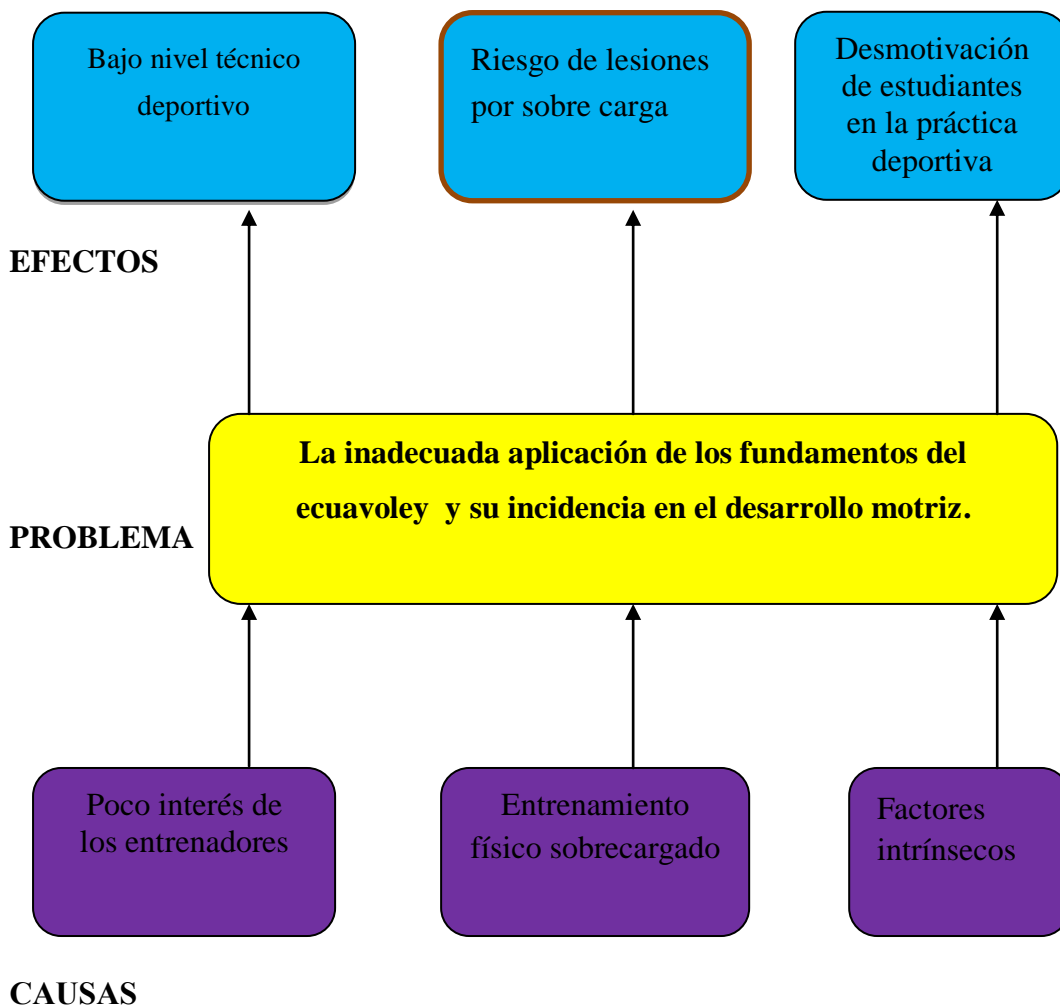 Bajo nivel técnico
deportivo
Riesgo de lesiones
por sobre carga
Desmotivación
de estudiantes
en la práctica
deportiva
EFECTOS
La inadecuada aplicación de los fundamentos del
ecuavoley y su incidencia en el desarrollo motriz.
PROBLEMA
Poco interés de
los entrenadores
Entrenamiento
físico sobrecargado
Factores
intrínsecos
CAUSAS